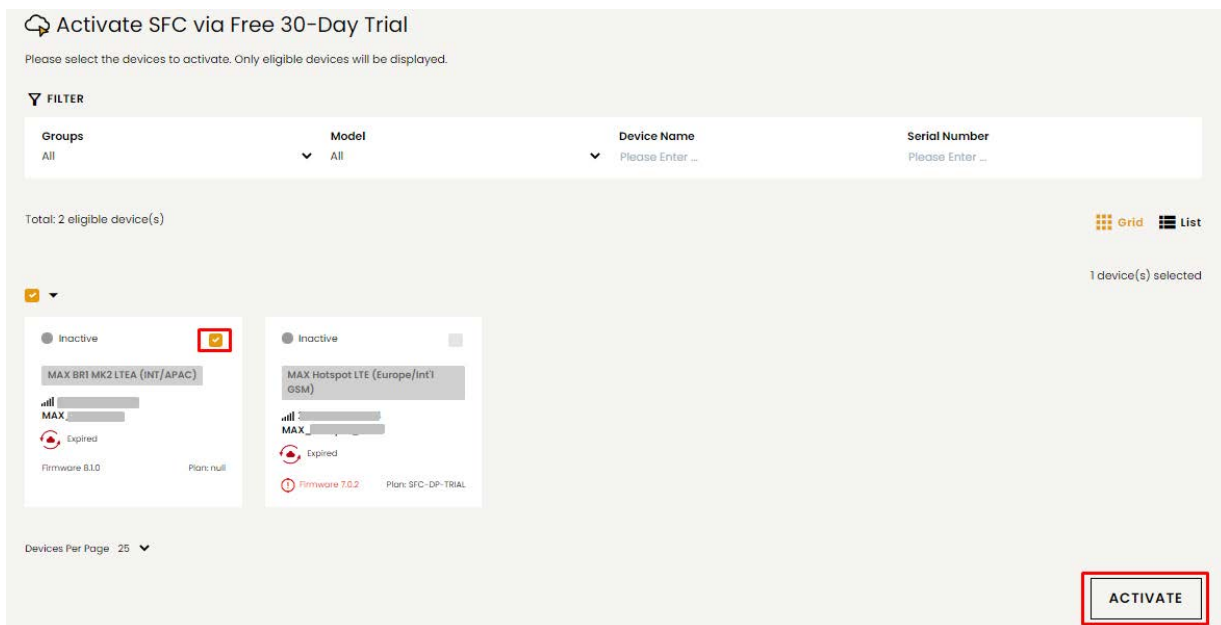 Activate SFC via Free 30-Day Trial
Please select the devices to activate. Only eligible devices will be displayed.
FILTER
Groups Model Device Name Serial Number
All All Please Enter ... Please Enter ...
Total: 2 eligible device(s)
Grid List
1 device(s) selected
Inactive
MAX BR1 MK2 LTEA (INT/APAC)
MAX_
Expired
Firmware 8.1.0 Plan: null
Inactive
MAX Hotspot LTE (Europe/Int'l
GSM)
MAX_
Expired
Firmware 7.0.2 Plan: SFC-DP-TRIAL
Devices Per Page 25
ACTIVATE